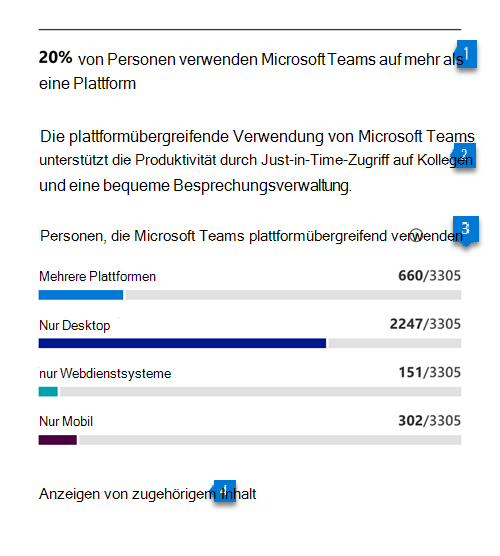 20% von Personen verwenden Microsoft Teams auf mehr als 1
eine Plattform
Die plattformübergreifende Verwendung von Microsoft Teams
unterstützt die Produktivität durch Just-in-Time-Zugriff auf Kollegen 2
und eine bequeme Besprechungsverwaltung.
Personen, die Microsoft Teams plattformübergreifend verwenden 3
Mehrere Plattformen 660/3305
Nur Desktop 2247/3305
nur Webdienstsysteme 151/3305
Nur Mobil 302/3305
Anzeigen von zugehörigem Inhalt 4